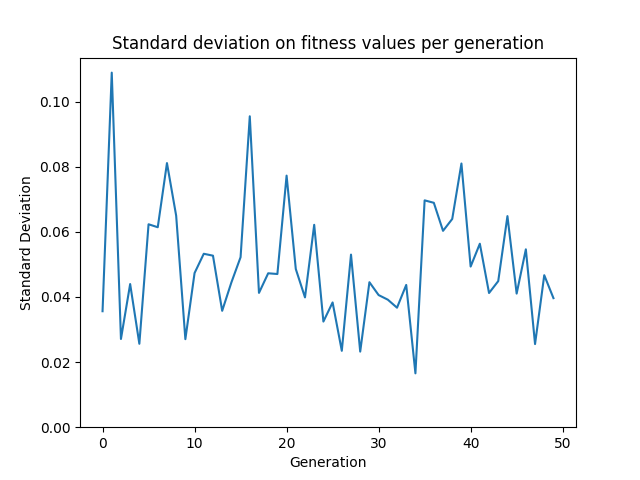 Standard deviation on fitness values per generation
Standard Deviation
0.10
0.08
0.06
0.04
0.02
0.00
0 10 20 30 40 50
Generation